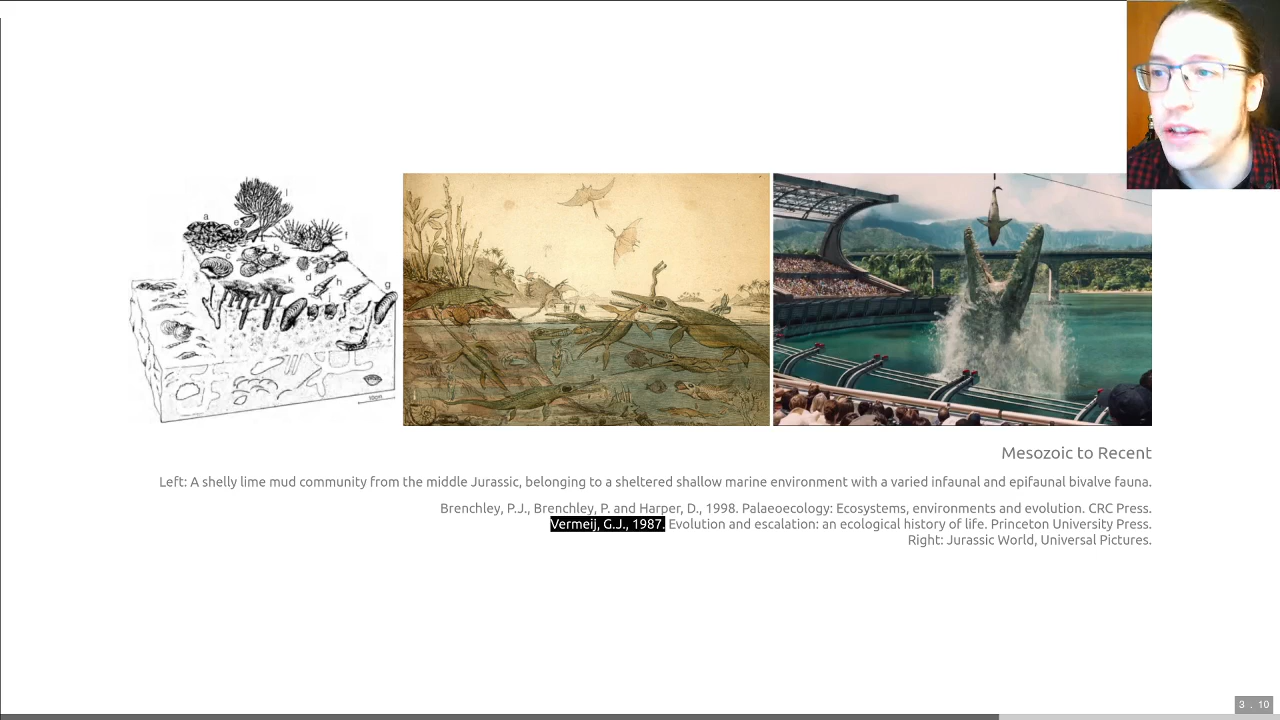 a
e
l
b
c
d
k
h
g
10cm
Mesozoic to Recent
Left: A shelly lime mud community from the middle Jurassic, belonging to a sheltered shallow marine environment with a varied infaunal and epifaunal bivalve fauna.
Brenchley, P.J., Brenchley, P. and Harper, D., 1998. Palaeoecology: Ecosystems, environments and evolution. CRC Press.
Vermeij, G.J., 1987. Evolution and escalation: an ecological history of life. Princeton University Press.
Right: Jurassic World, Universal Pictures.
3 . 10